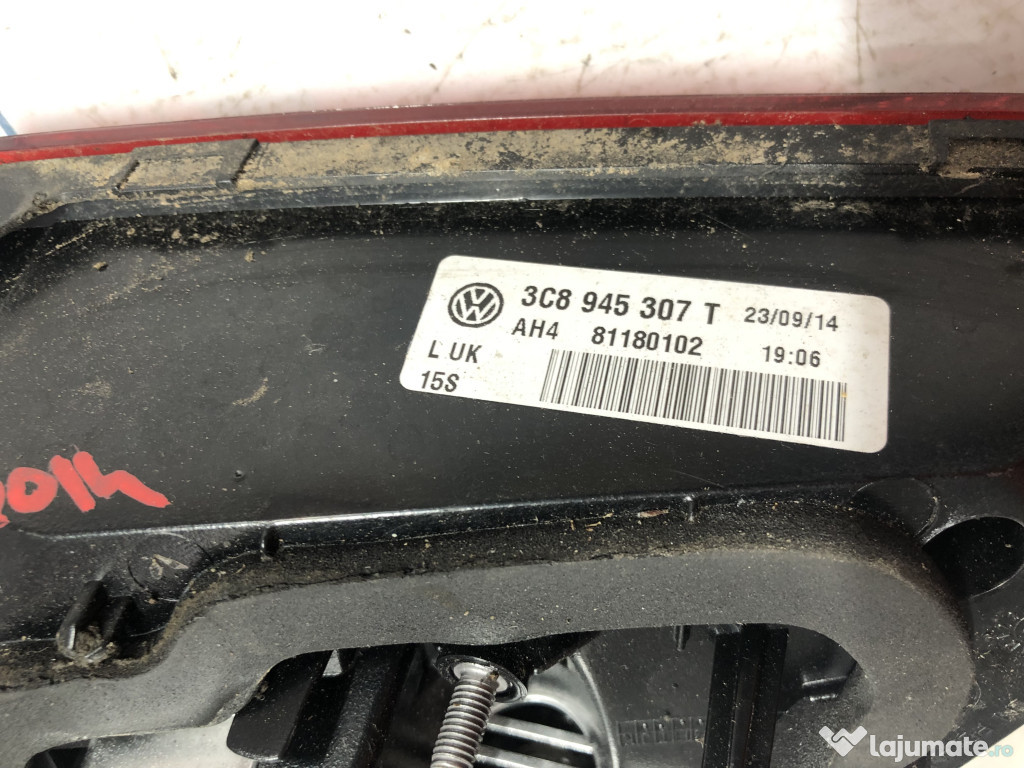 3C8 945 307 T 23/09/14
AH4 81180102 19:06
L UK
15S
lajumate.ro